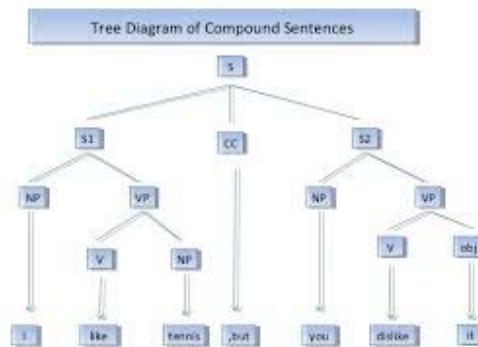 Tree Diagram of Compound Sentences
S
S1 CC S2
NP VP NP VP
V NP V obj
I like tennis ,but you dislike it